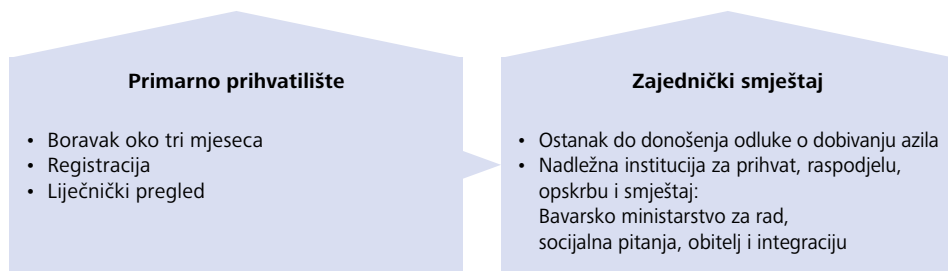 Primarno prihvatilište
• Boravak oko tri mjeseca
• Registracija
• Liječnički pregled
Zajednički smještaj
• Ostanak do donošenja odluke o dobivanju azila
• Nadležna institucija za prihvat, raspodjelu,
opskrbu i smještaj:
Bavarsko ministarstvo za rad,
socijalna pitanja, obitelj i integraciju